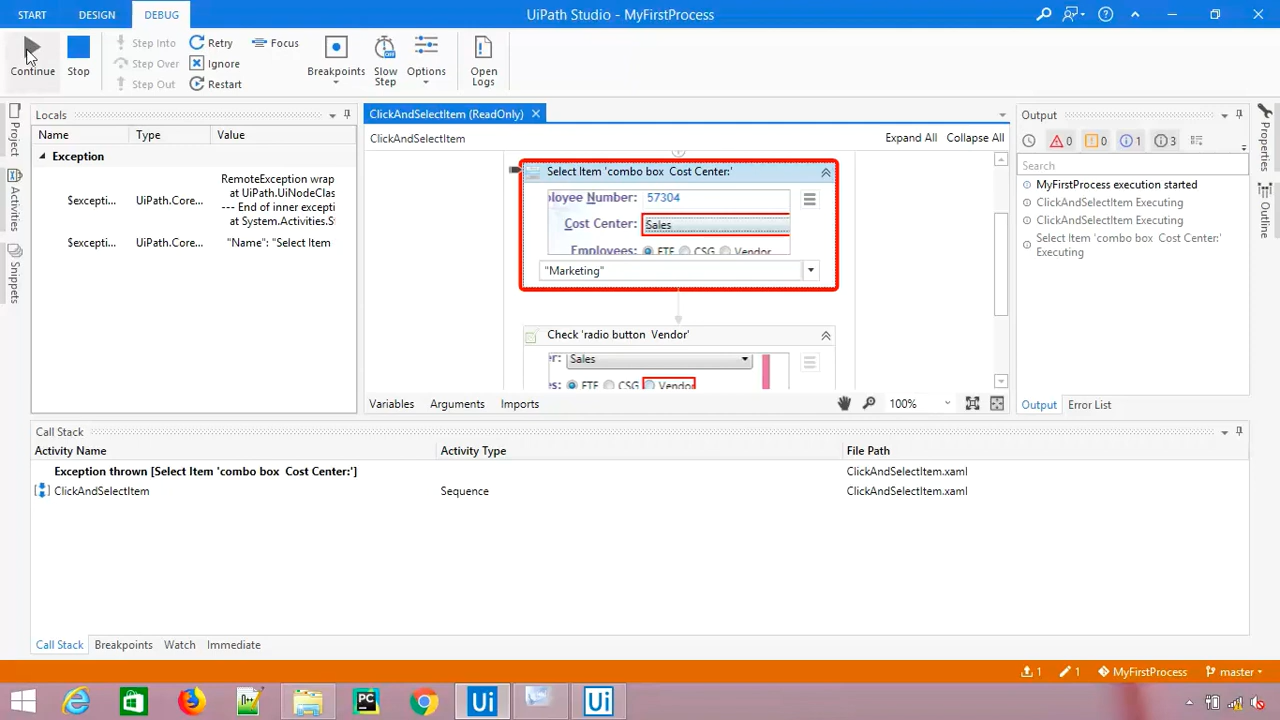 START
DESIGN
DEBUG
UiPath Studio - MyFirstProcess
Continue
Stop
Step Into
Step Over
Step Out
Retry
Ignore
Restart
Focus
Breakpoints
Slow
Step
Options
Open
Logs
Project
Activities
Snippets
Locals
Name Type Value
Exception
$excepti... UiPath.Core...
RemoteException wrap
at UiPath.UiNodeClas
--- End of inner excepti
at System.Activities.S
$excepti... UiPath.Core... "Name": "Select Item
ClickAndSelectItem (ReadOnly)
ClickAndSelectItem
Expand All Collapse All
Select Item 'combo box Cost Center:'
ployee Number: 57304
Cost Center: Sales
Employees: FTE CSG Vendor
"Marketing"
Check 'radio button Vendor'
er: Sales
es: FTE CSG Vendor
Variables Arguments Imports
100%
Output
0 0 1 3
Search
MyFirstProcess execution started
ClickAndSelectItem Executing
ClickAndSelectItem Executing
Select Item 'combo box Cost Center:'
Executing
Output Error List
Properties
Outline
Call Stack
Activity Name Activity Type File Path
Exception thrown [Select Item 'combo box Cost Center:'] ClickAndSelectItem.xaml
ClickAndSelectItem Sequence ClickAndSelectItem.xaml
Call Stack Breakpoints Watch Immediate
1 1 MyFirstProcess master
Ui Ui